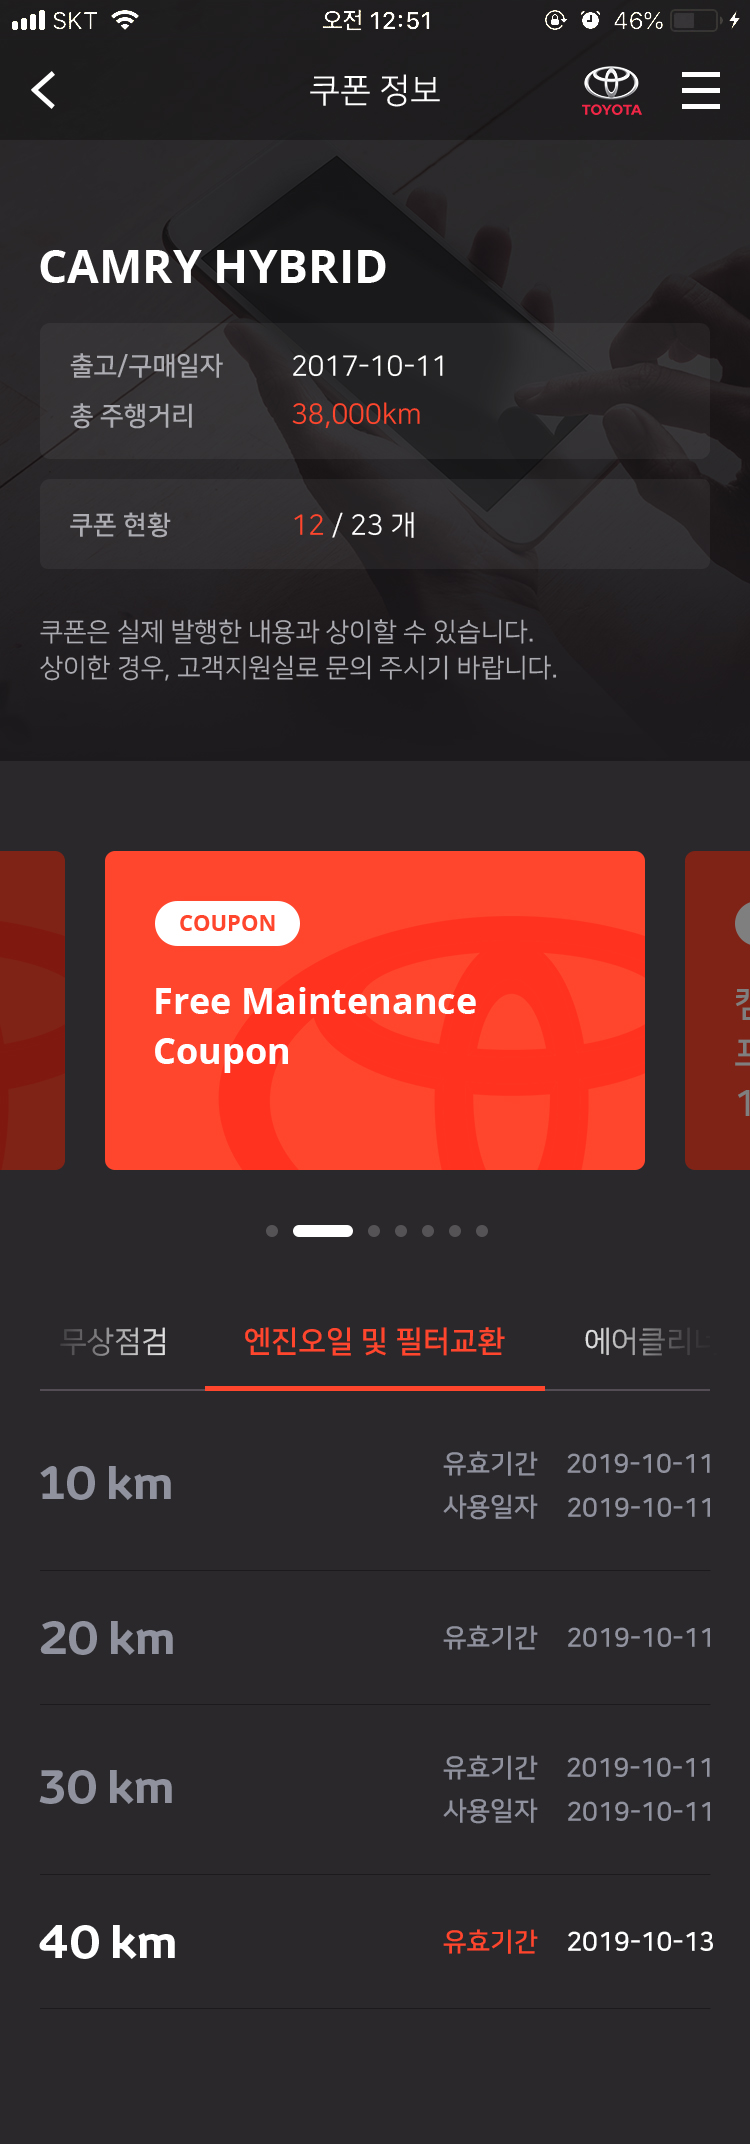 SKT 오전 12:51 46%
쿠폰 정보
TOYOTA
CAMRY HYBRID
출고/구매일자 2017-10-11
총 주행거리 38,000km
쿠폰 현황 12 / 23 개
쿠폰은 실제 발행한 내용과 상이할 수 있습니다.
상이한 경우, 고객지원실로 문의 주시기 바랍니다.
COUPON
Free Maintenance
Coupon
무상점검 엔진오일 및 필터교환 에어클리
10 km
유효기간 2019-10-11
사용일자 2019-10-11
20 km
유효기간 2019-10-11
30 km
유효기간 2019-10-11
사용일자 2019-10-11
40 km
유효기간 2019-10-13